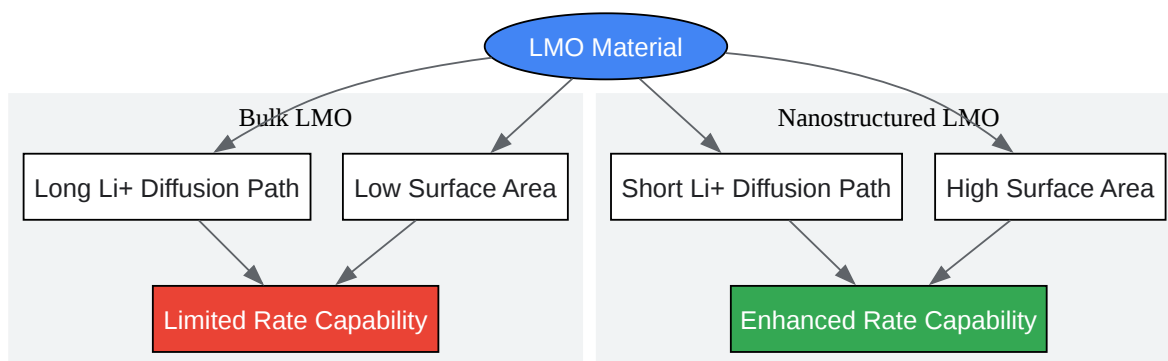 LMO Material
Bulk LMO
Nanostructured LMO
Long Li+ Diffusion Path
Low Surface Area
Short Li+ Diffusion Path
High Surface Area
Limited Rate Capability
Enhanced Rate Capability